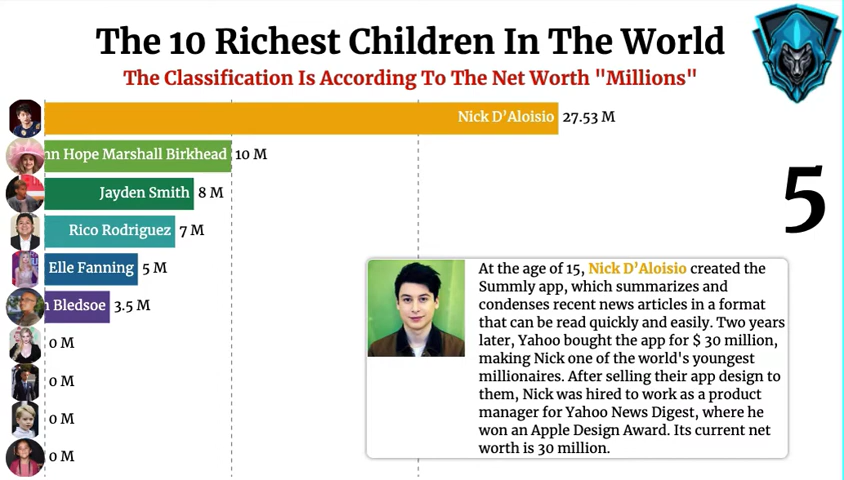 The 10 Richest Children In The World
The Classification Is According To The Net Worth "Millions"
Nick D'Aloisio 27.53 M
Hope Marshall Birkhead 10 M
Jayden Smith 8 M
5
Rico Rodriguez 7 M
Elle Fanning 5 M
Bledsoe 3.5 M
0 M
0 M
0 M
0 M
At the age of 15, Nick D'Aloisio created the
Summly app, which summarizes and
condenses recent news articles in a format
that can be read quickly and easily. Two years
later, Yahoo bought the app for $ 30 million,
making Nick one of the world's youngest
millionaires. After selling their app design to
them, Nick was hired to work as a product
manager for Yahoo News Digest, where he
won an Apple Design Award. Its current net
worth is 30 million.